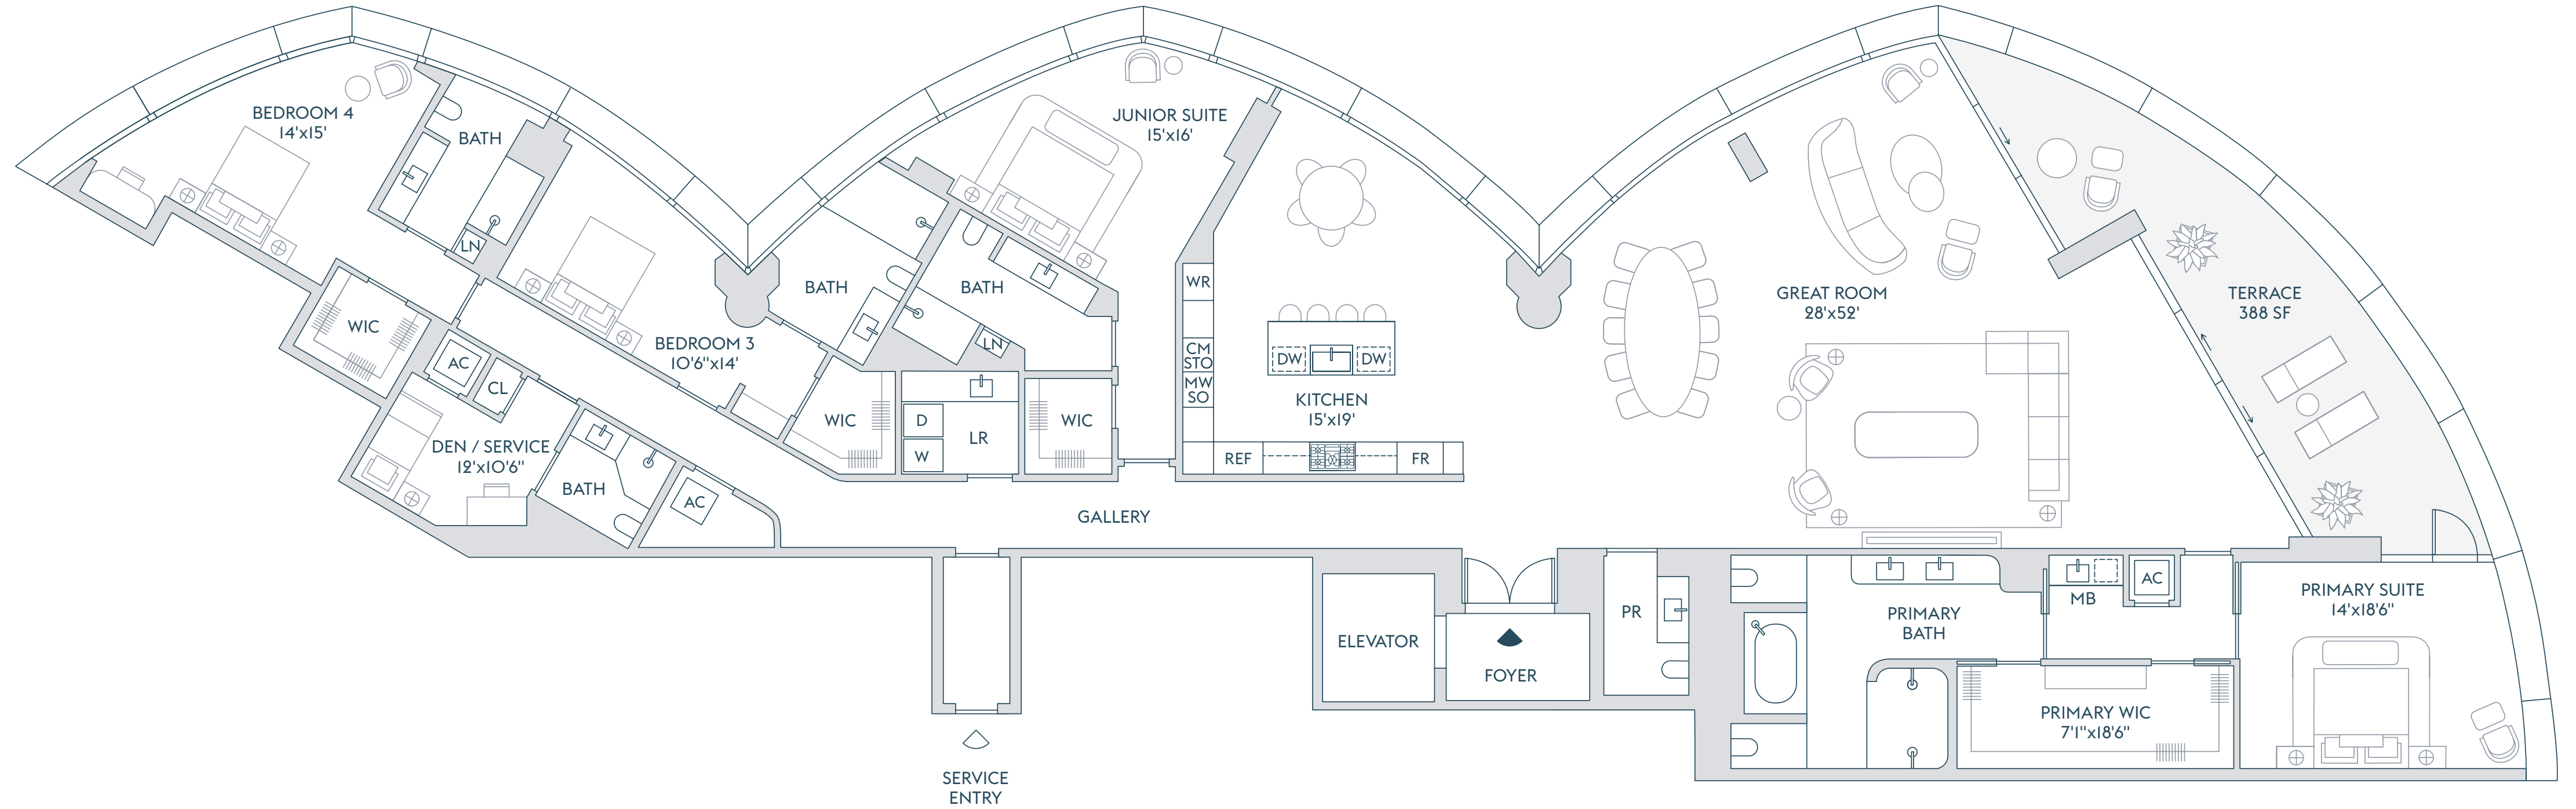 BEDROOM 4
14'x15'
BATH
LN
WIC
AC
CL
DEN / SERVICE
12'x10'6"
BATH
AC
BEDROOM 3
10'6"x14'
BATH
WIC
JUNIOR SUITE
15'x16'
BATH
LN
D
W
LR
WIC
WR
CM
STO
MW
SO
DW
DW
KITCHEN
15'x19'
REF
FR
GALLERY
GREAT ROOM
28'x52'
TERRACE
388 SF
ELEVATOR
FOYER
PR
PRIMARY
BATH
MB
AC
PRIMARY WIC
7'1"x18'6"
PRIMARY SUITE
14'x18'6"
SERVICE
ENTRY